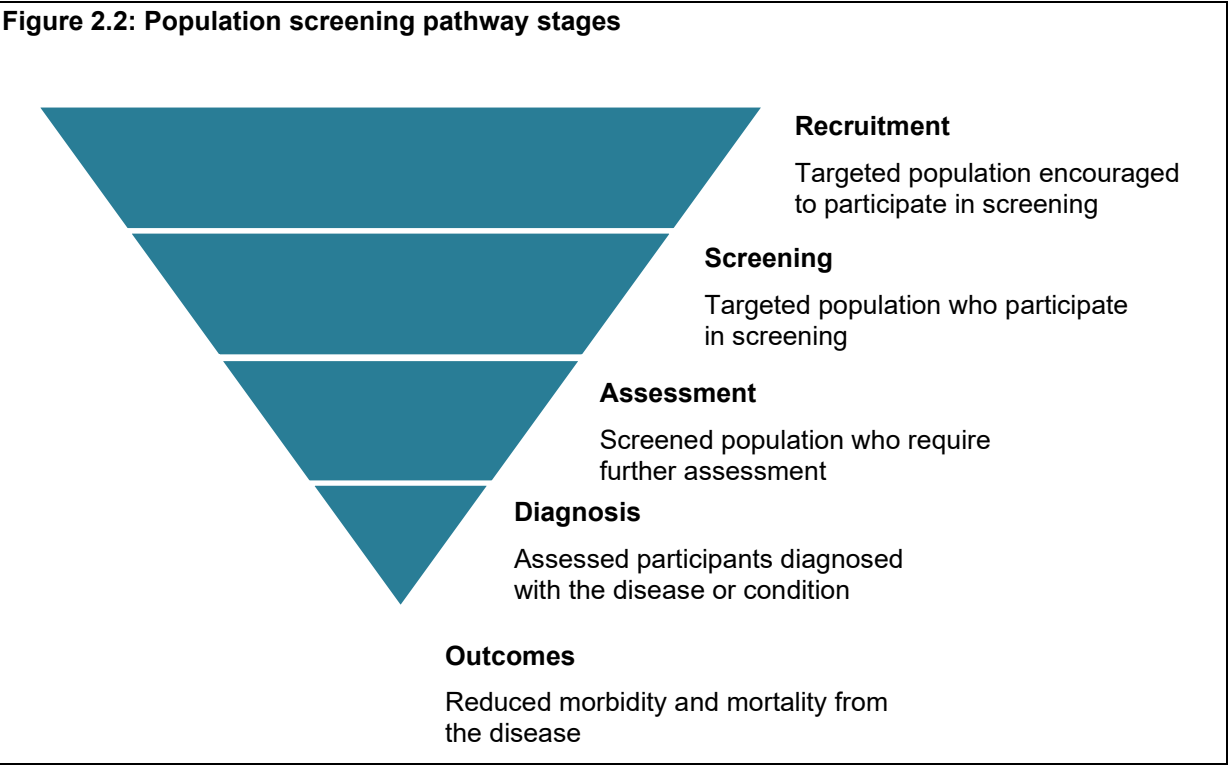 Figure 2.2: Population screening pathway stages
Recruitment
Targeted population encouraged
to participate in screening
Screening
Targeted population who participate
in screening
Assessment
Screened population who require
further assessment
Diagnosis
Assessed participants diagnosed
with the disease or condition
Outcomes
Reduced morbidity and mortality from
the disease